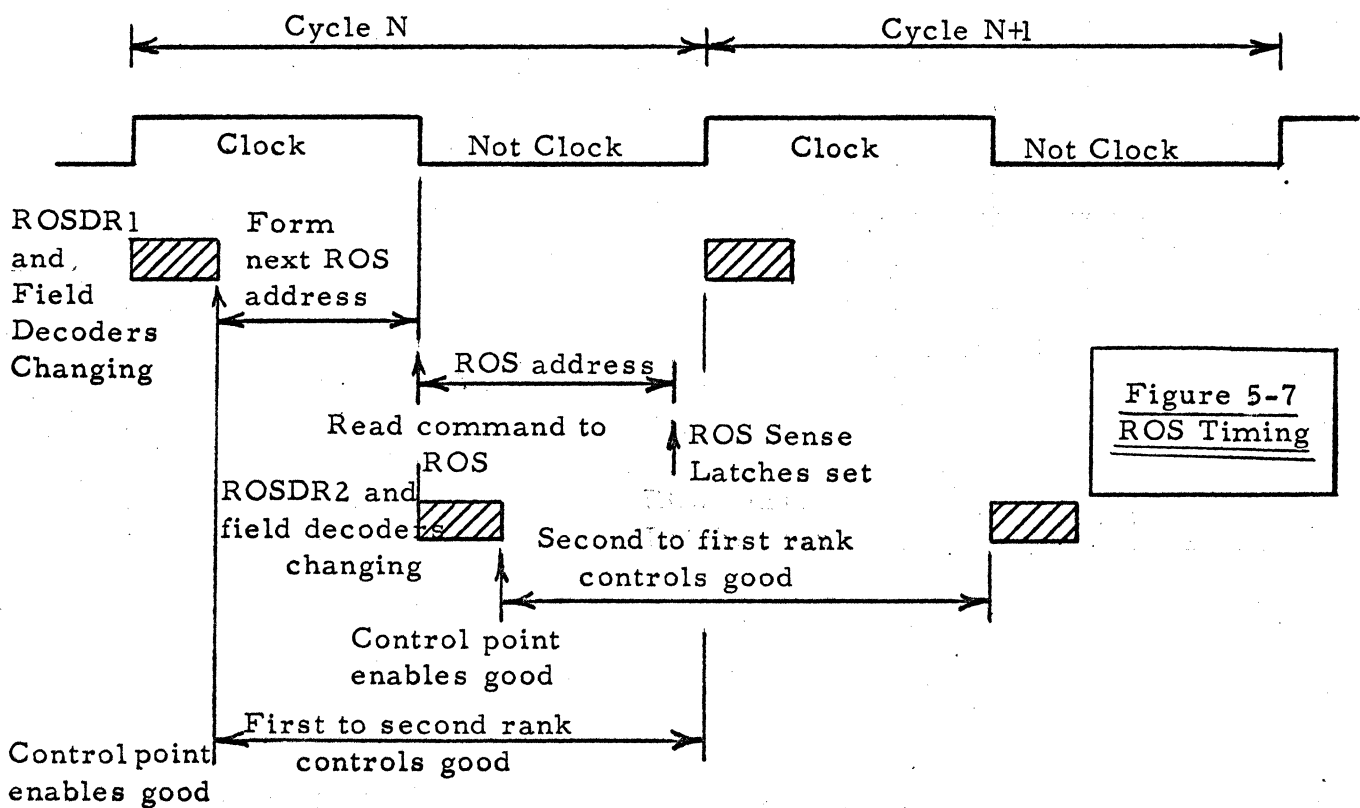 Cycle N
Cycle N+1
Clock
Not Clock
Clock
Not Clock
ROSDR1
and,
Field
Decoders
Changing
Form
next ROS
address
ROS address
Read command to
ROS
ROS Sense
Latches set
Figure 5-7
ROS Timing
ROSDR2 and
field decoders
changing
Second to first rank
controls good
Control point
enables good
First to second rank
controls good
Control point
enables good